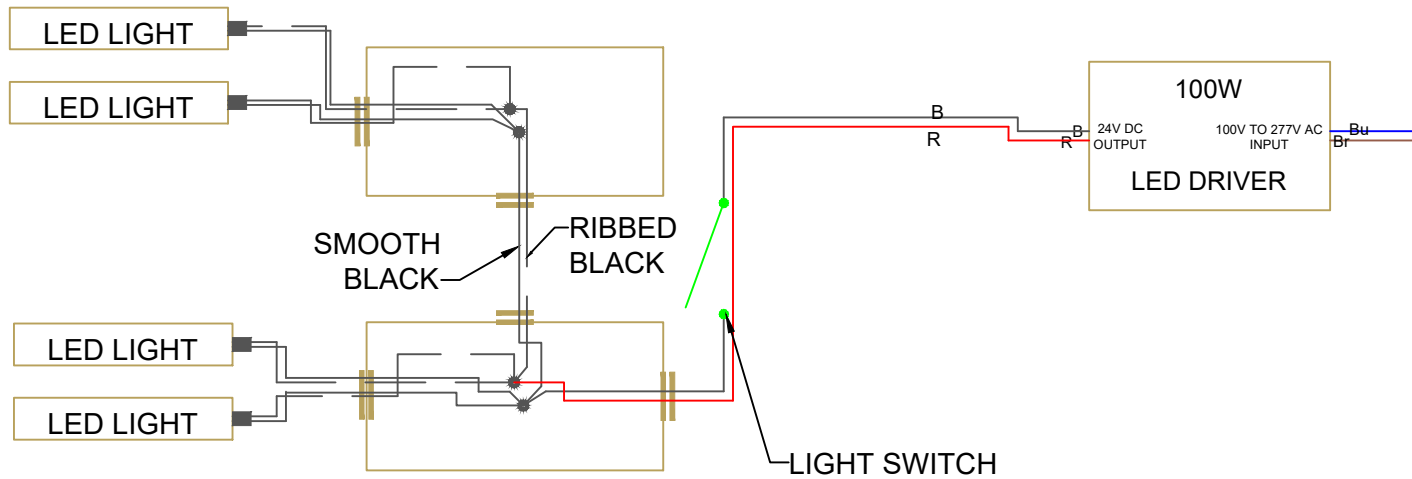 LED LIGHT
LED LIGHT
100W
B
R
B
R
24V DC
OUTPUT
100V TO 277V AC
INPUT
Bu
Br
LED DRIVER
SMOOTH
BLACK
RIBBED
BLACK
LED LIGHT
LED LIGHT
LIGHT SWITCH